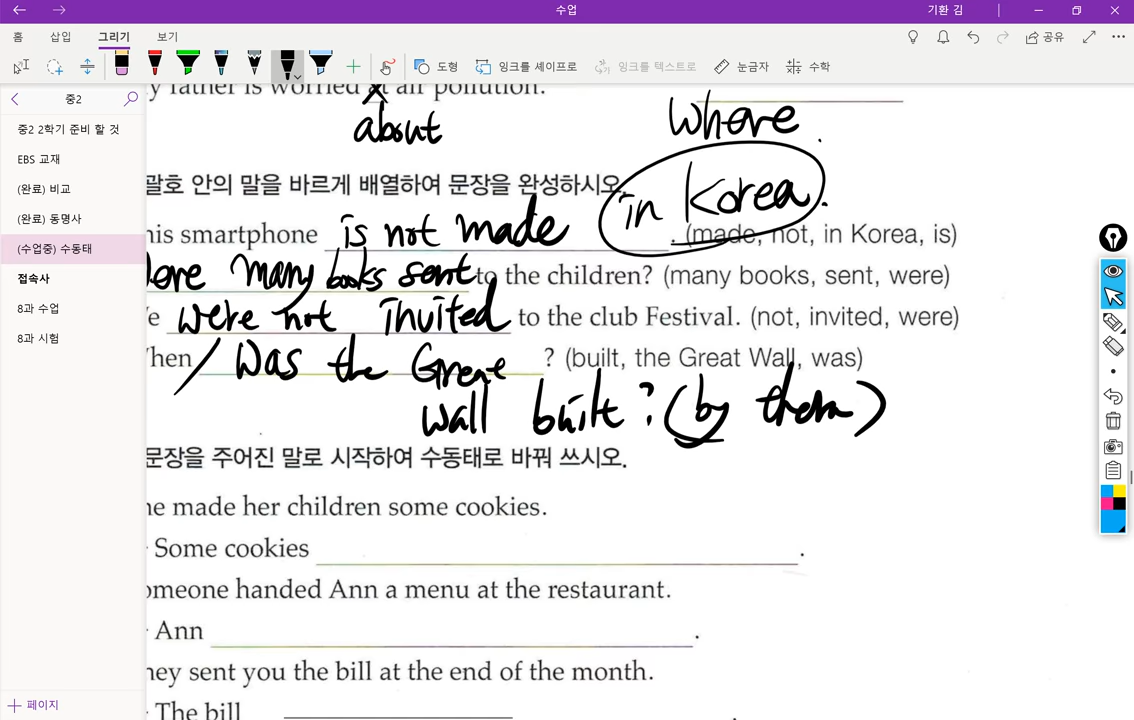 수업
기환 김
홈 삽입 그리기 보기
공유
도형 잉크를 셰이프로 잉크를 텍스트로 눈금자 수학
중2
중2 2학기 준비 할 것
EBS 교재
(완료) 비교
(완료) 동명사
(수업중) 수동태
접속사
8과 수업
8과 시험
페이지
y father is worried at air pollution.
about
where
괄호 안의 말을 바르게 배열하여 문장을 완성하시오.
in Korea.
his smartphone is not made . (made, not, in Korea, is)
ere many books sent to the children? (many books, sent, were)
e were not invited to the club Festival. (not, invited, were)
hen / was the Great ? (built, the Great Wall, was)
wall built? (by them)
문장을 주어진 말로 시작하여 수동태로 바꿔 쓰시오.
he made her children some cookies.
Some cookies .
omeone handed Ann a menu at the restaurant.
Ann .
hey sent you the bill at the end of the month.
The bill .